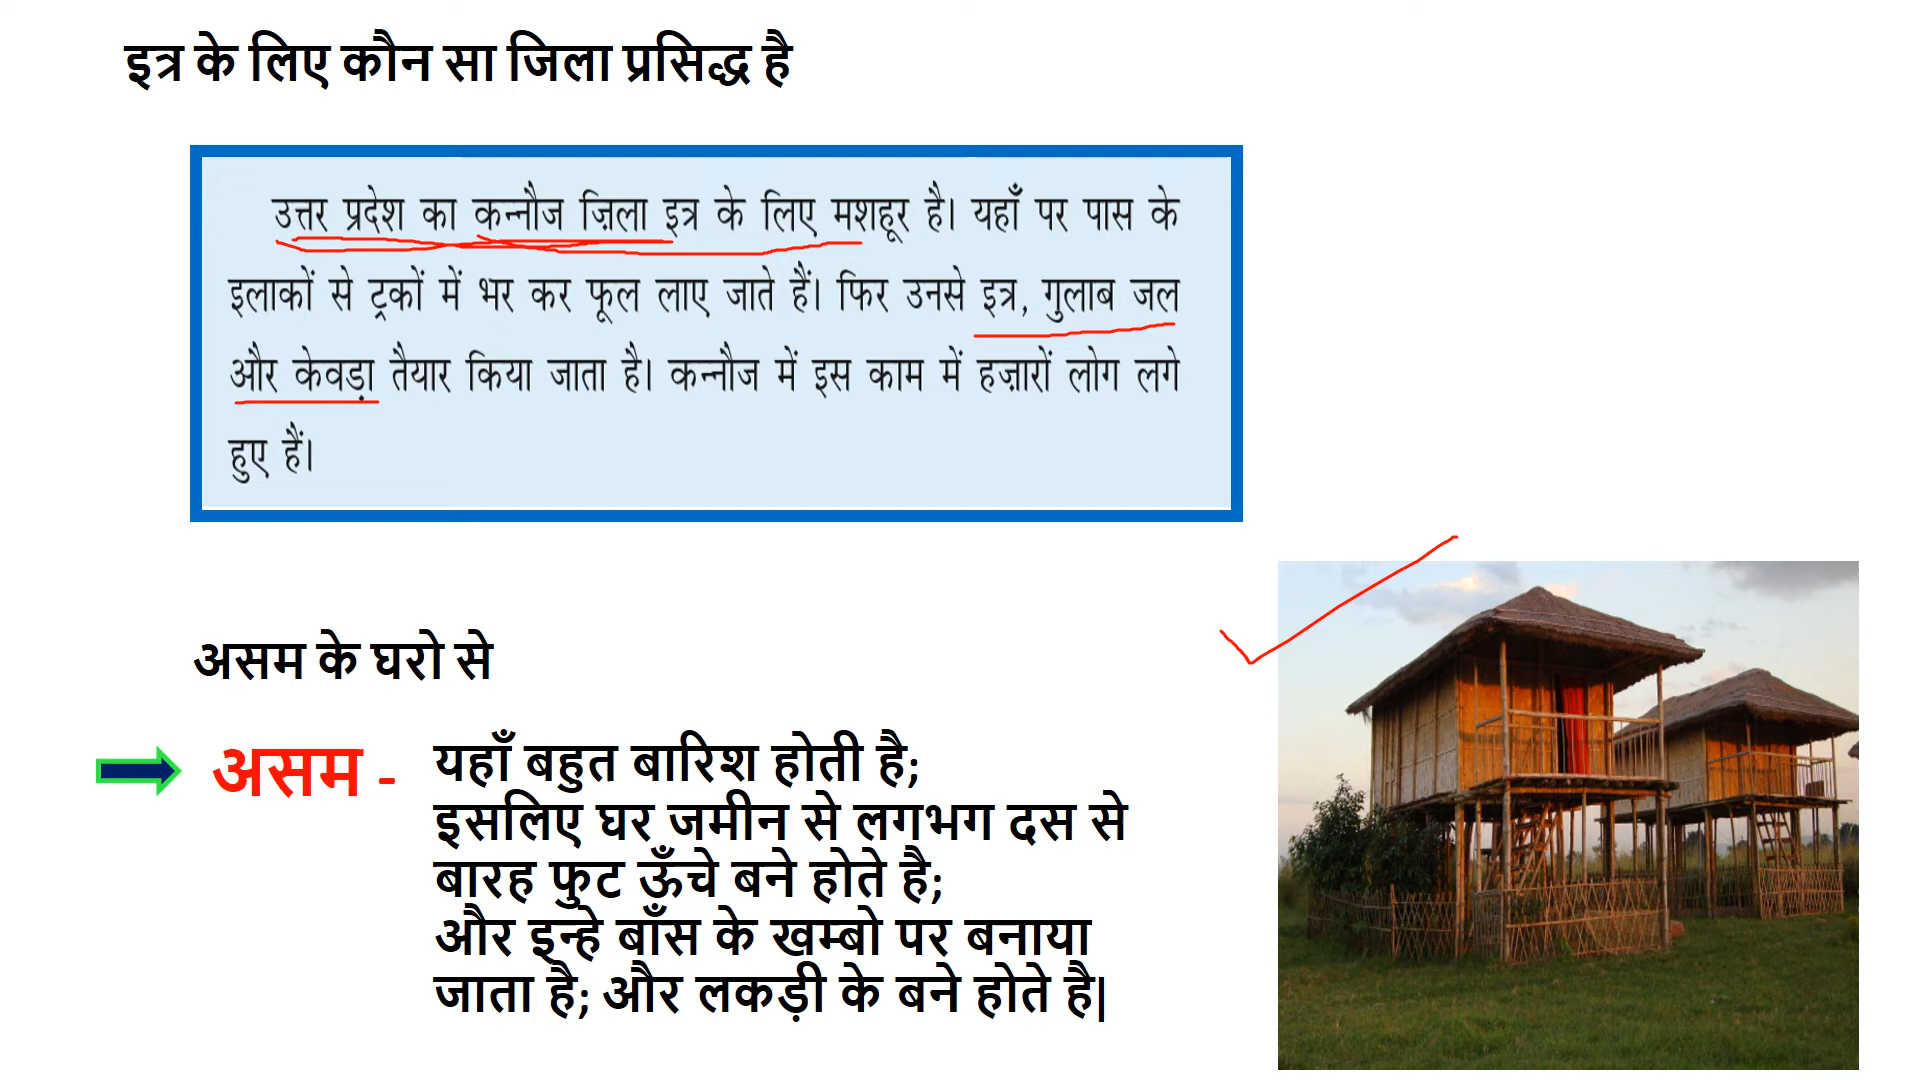 इत्र के लिए कौन सा जिला प्रसिद्ध है
उत्तर प्रदेश का कन्नौज ज़िला इत्र के लिए मशहूर है। यहाँ पर पास के
इलाकों से ट्रकों में भर कर फूल लाए जाते हैं। फिर उनसे इत्र, गुलाब जल
और केवड़ा तैयार किया जाता है। कन्नौज में इस काम में हज़ारों लोग लगे
हुए हैं।
असम के घरो से
असम - यहाँ बहुत बारिश होती है;
इसलिए घर जमीन से लगभग दस से
बारह फुट ऊँचे बने होते है;
और इन्हे बाँस के खम्बो पर बनाया
जाता है; और लकड़ी के बने होते है|